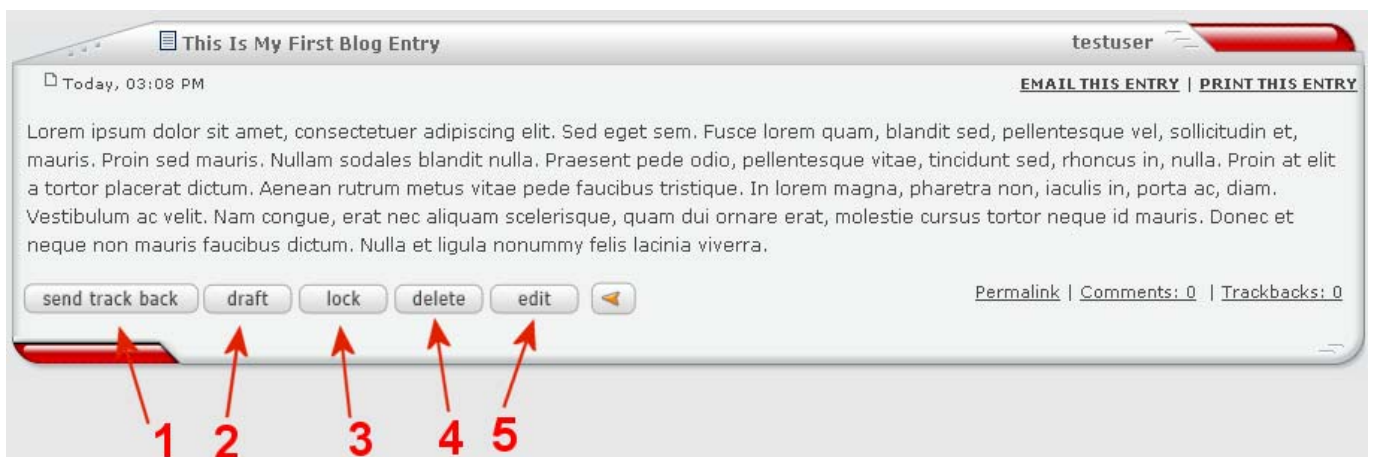 This Is My First Blog Entry testuser
Today, 03:08 PM EMAIL THIS ENTRY | PRINT THIS ENTRY
Lorem ipsum dolor sit amet, consectetuer adipiscing elit. Sed eget sem. Fusce lorem quam, blandit sed, pellentesque vel, sollicitudin et,
mauris. Proin sed mauris. Nullam sodales blandit nulla. Praesent pede odio, pellentesque vitae, tincidunt sed, rhoncus in, nulla. Proin at elit
a tortor placerat dictum. Aenean rutrum metus vitae pede faucibus tristique. In lorem magna, pharetra non, iaculis in, porta ac, diam.
Vestibulum ac velit. Nam congue, erat nec aliquam scelerisque, quam dui ornare erat, molestie cursus tortor neque id mauris. Donec et
neque non mauris faucibus dictum. Nulla et ligula nonummy felis lacinia viverra.
send track back draft lock delete edit Permalink | Comments: 0 | Trackbacks: 0
1 2 3 4 5